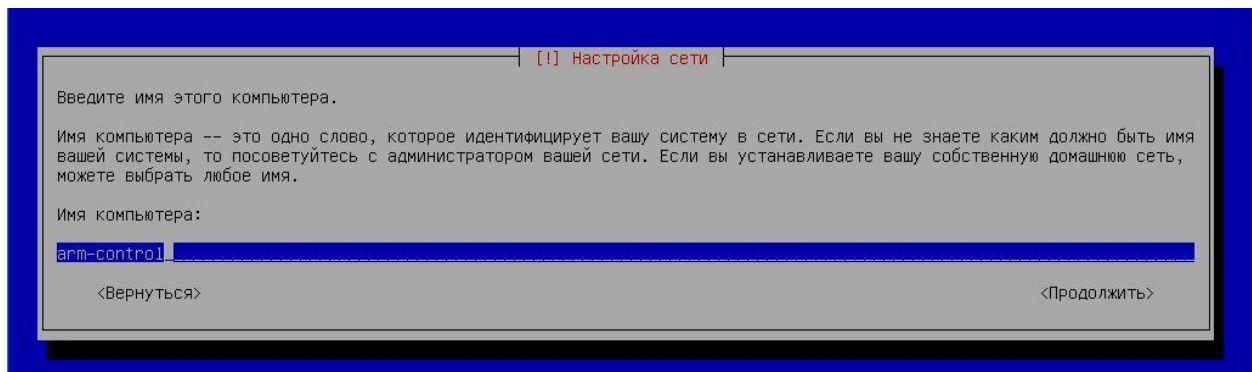 [!] Настройка сети
Введите имя этого компьютера.
Имя компьютера -- это одно слово, которое идентифицирует вашу систему в сети. Если вы не знаете каким должно быть имя
вашей системы, то посоветуйтесь с администратором вашей сети. Если вы устанавливаете вашу собственную домашнюю сеть,
можете выбрать любое имя.
Имя компьютера:
arm-control
<Вернуться> <Продолжить>